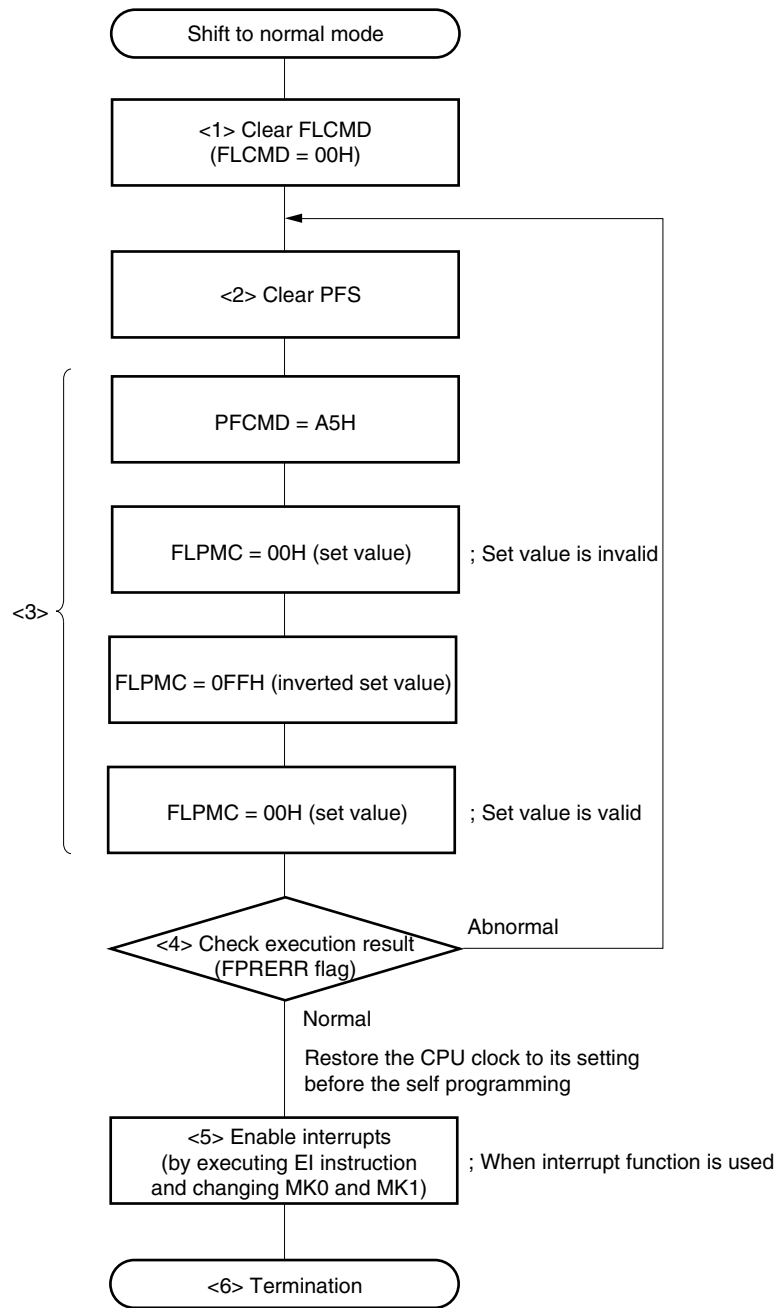 Shift to normal mode
<1> Clear FLCMD
(FLCMD = 00H)
<2> Clear PFS
<3>
PFCMD = A5H
FLPMC = 00H (set value)
; Set value is invalid
FLPMC = 0FFH (inverted set value)
FLPMC = 00H (set value)
; Set value is valid
<4> Check execution result
(FPRERR flag)
Abnormal
Normal
Restore the CPU clock to its setting
before the self programming
<5> Enable interrupts
(by executing EI instruction
and changing MK0 and MK1)
; When interrupt function is used
<6> Termination